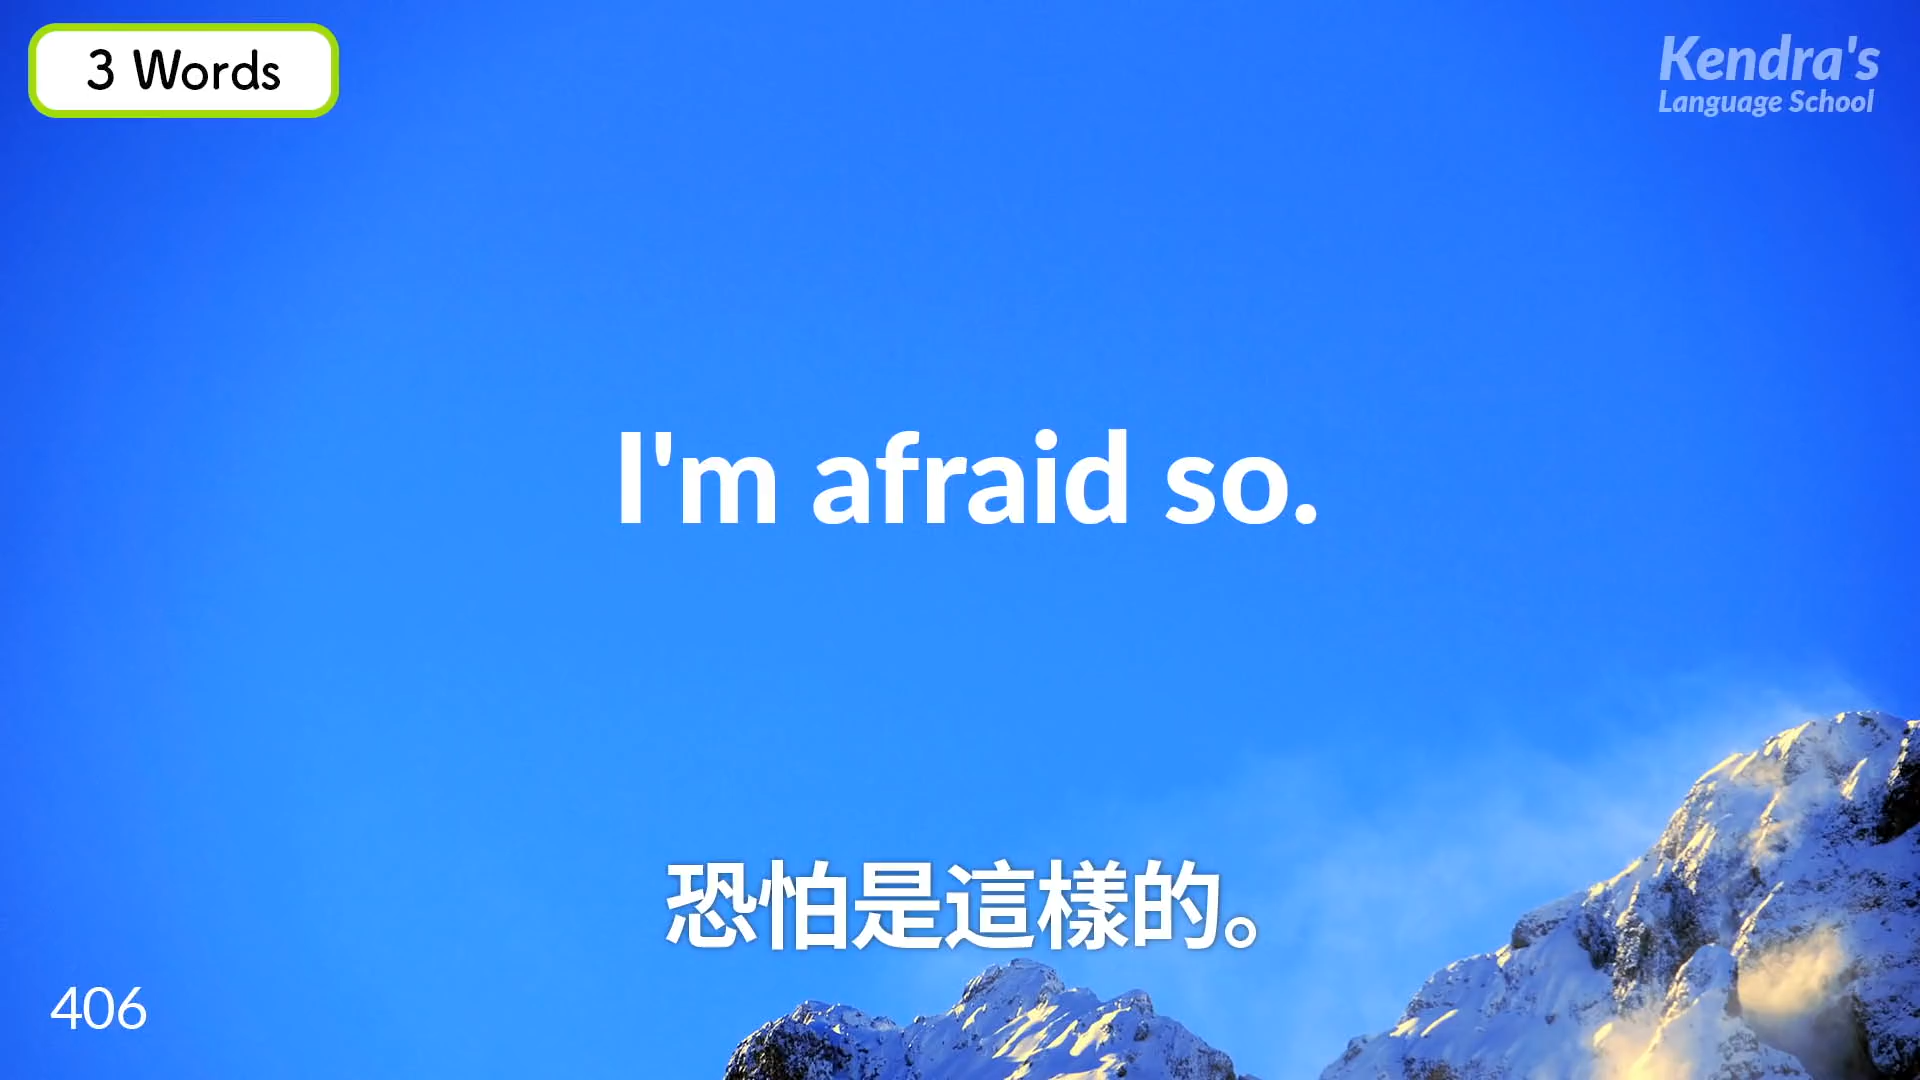 3 Words
Kendra's
Language School
I'm afraid so.
恐怕是這樣的。
406